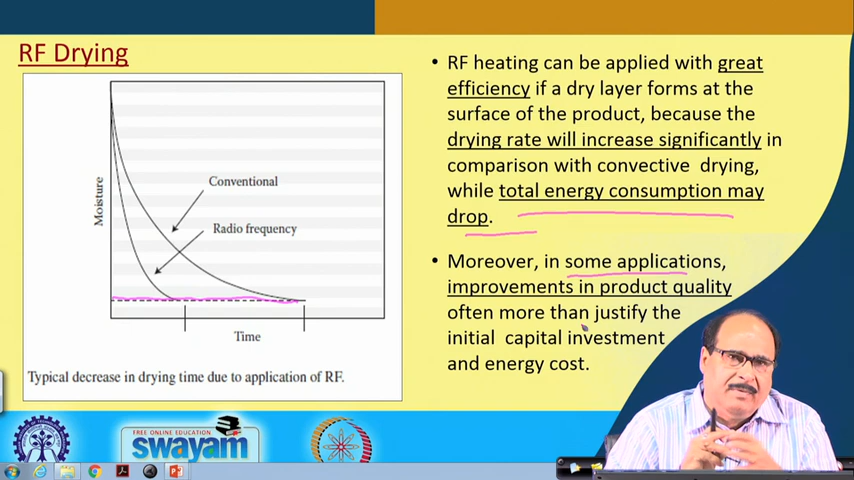 RF Drying
Moisture
Conventional
Radio frequency
Time
Typical decrease in drying time due to application of RF.
• RF heating can be applied with great
efficiency if a dry layer forms at the
surface of the product, because the
drying rate will increase significantly in
comparison with convective drying,
while total energy consumption may
drop.
• Moreover, in some applications,
improvements in product quality
often more than justify the
initial capital investment
and energy cost.
FREE ONLINE EDUCATION
swayam